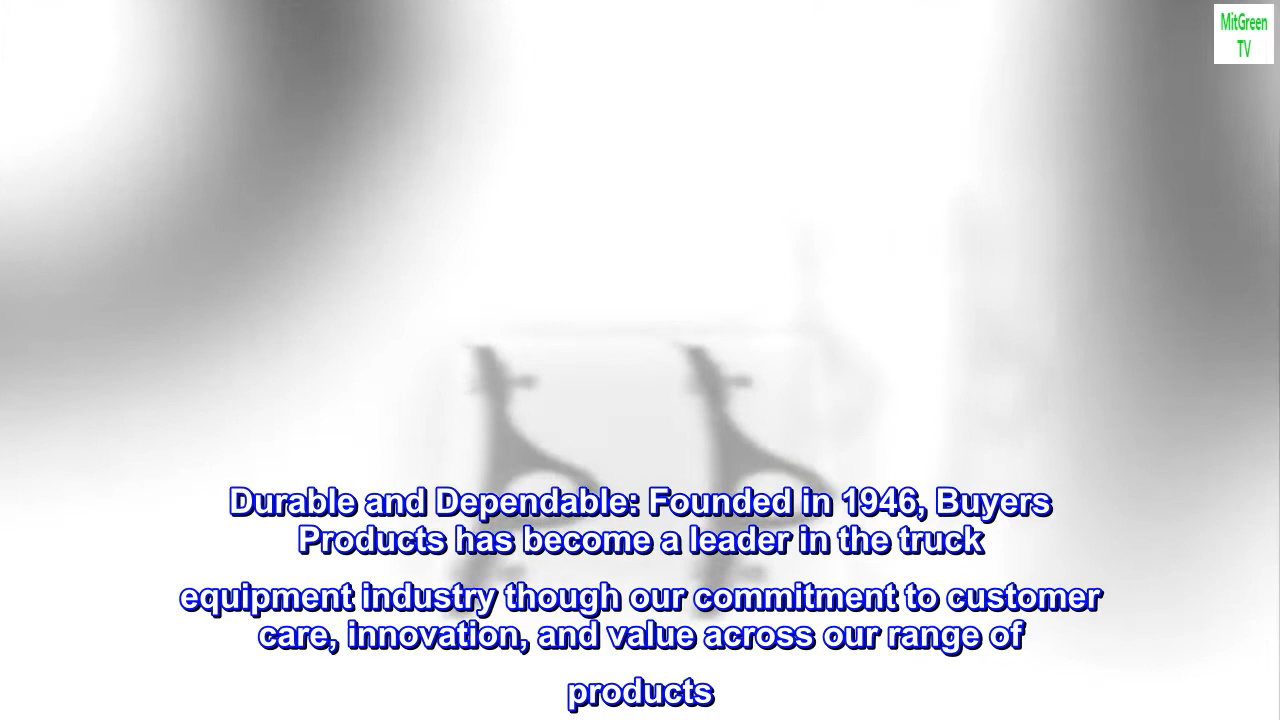 MitGreen
TV
Durable and Dependable: Founded in 1946, Buyers
Products has become a leader in the truck
equipment industry though our commitment to customer
care, innovation, and value across our range of
products